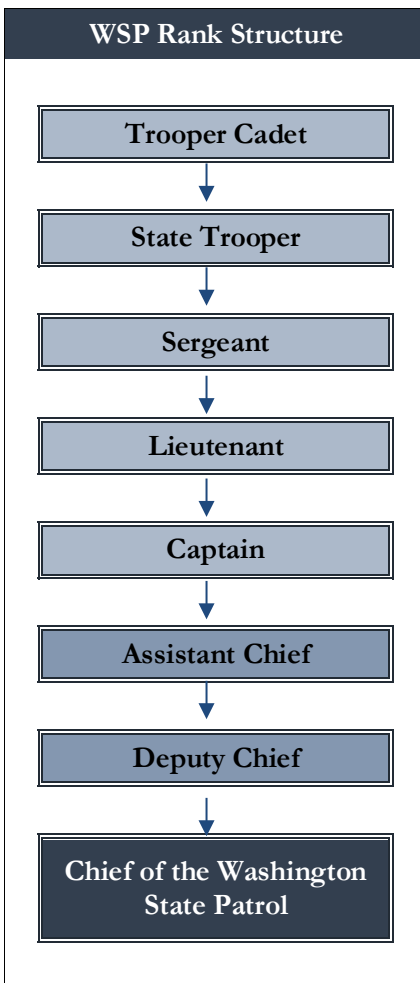 WSP Rank Structure
Trooper Cadet
State Trooper
Sergeant
Lieutenant
Captain
Assistant Chief
Deputy Chief
Chief of the Washington
State Patrol